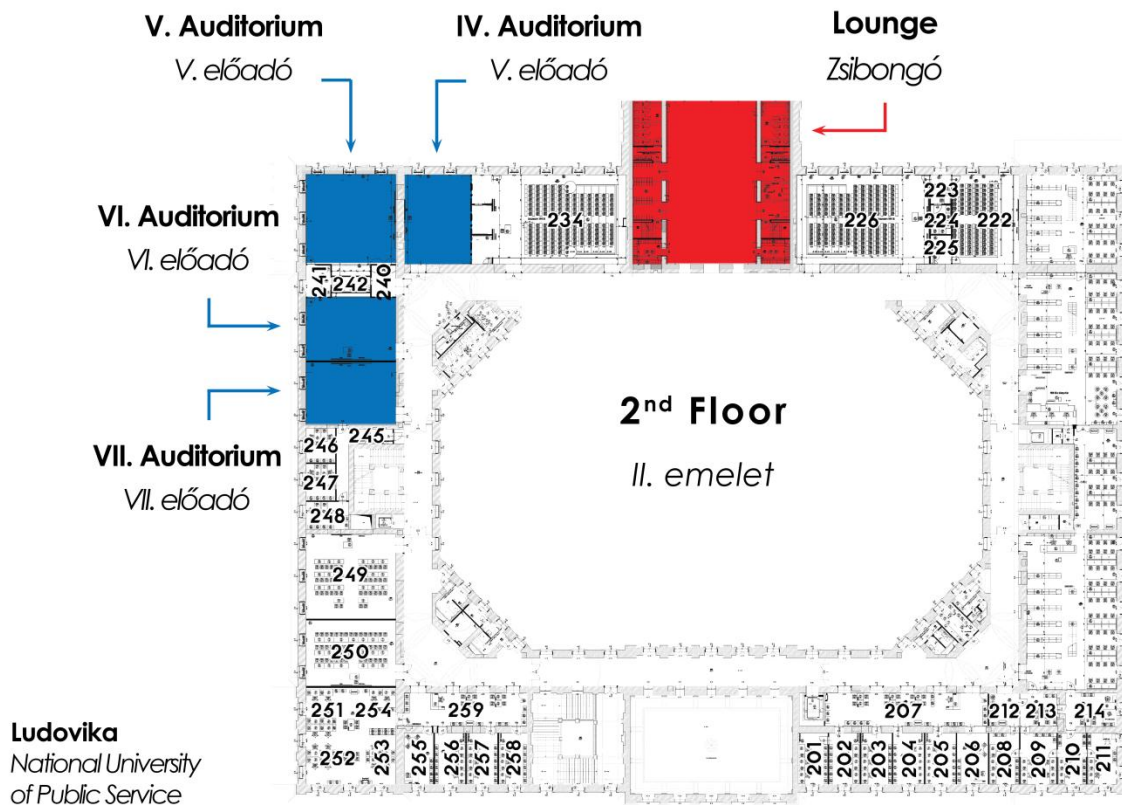 V. Auditorium
V. előadó
IV. Auditorium
V. előadó
Lounge
Zsibongó
VI. Auditorium
VI. előadó
VII. Auditorium
VII. előadó
2nd Floor
II. emelet
234
226
223
224
225
222
241
242
240
245
246
247
248
249
250
251
254
252
253
259
255
256
257
258
207
212
213
214
201
202
203
204
205
206
208
209
210
211
Ludovika
National University
of Public Service